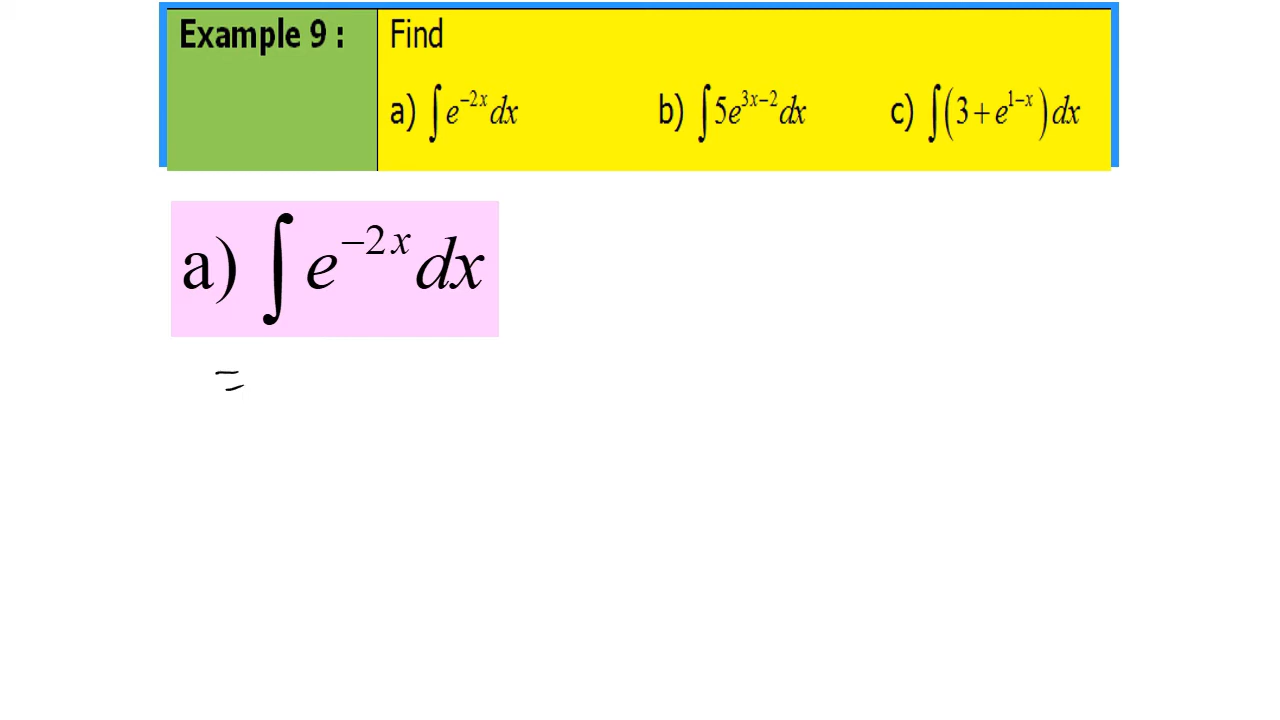 Example 9 : Find
a) ∫ e^{-2x} dx b) ∫ 5e^{3x-2} dx c) ∫ (3 + e^{1-x}) dx
a) ∫ e^{-2x} dx
=